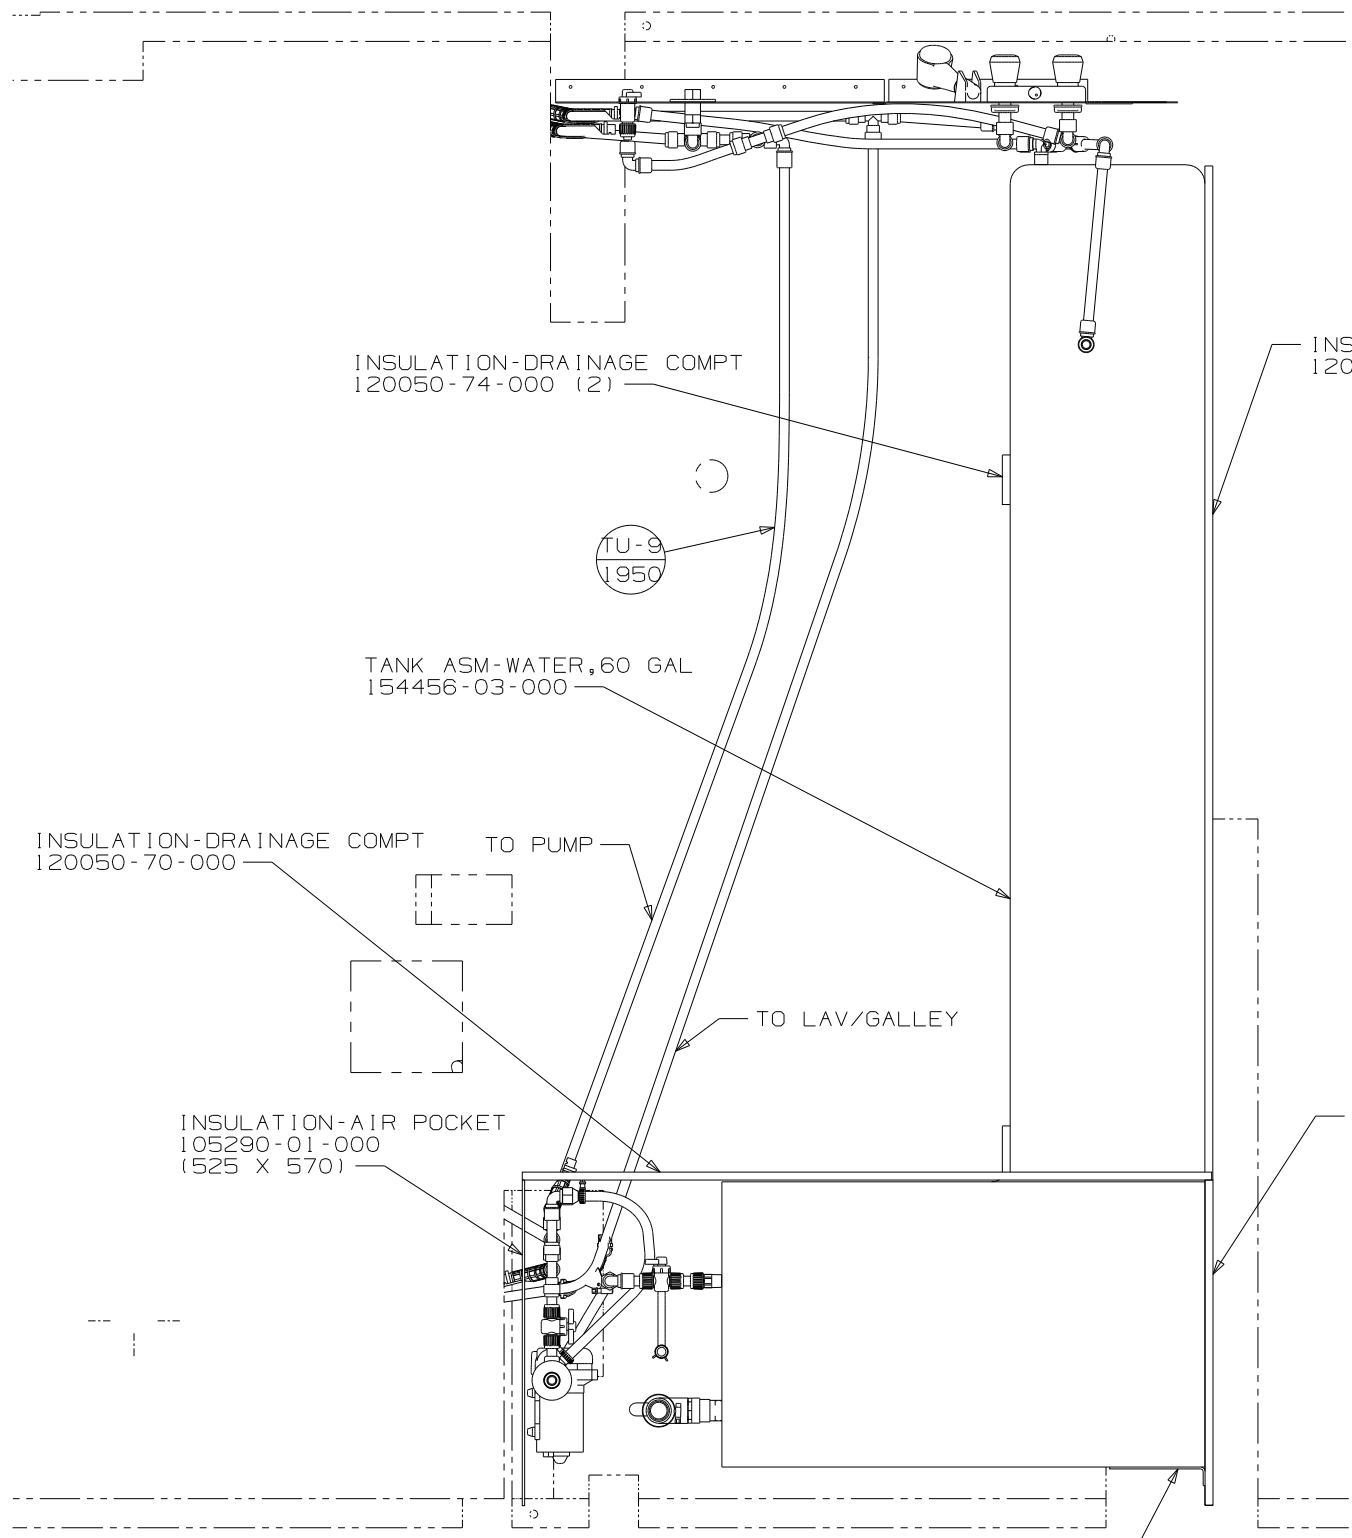 INSULATION-DRAINAGE COMPT
120050-74-000 (2)
INS
120
TU-9
1950
TANK ASM-WATER,60 GAL
154456-03-000
INSULATION-DRAINAGE COMPT
120050-70-000
TO PUMP
TO LAV/GALLEY
INSULATION-AIR POCKET
105290-01-000
(525 X 570)